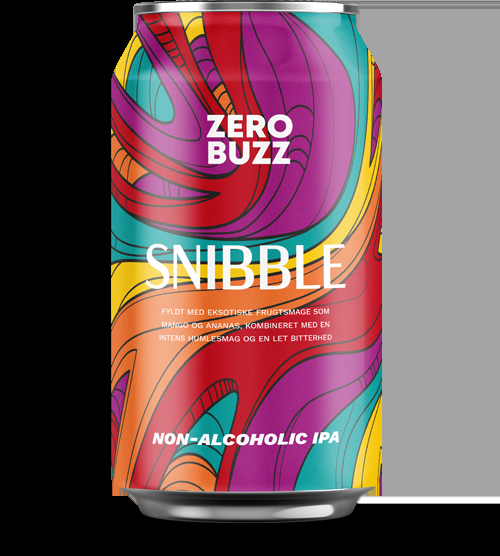 ZERO
BUZZ
SNIBBLE
FYLDT MED EKSOTISKE FRUGTSMAGE SOM
MANGO OG ANANAS, KOMBINERET MED EN
INTENS HUMLESMAG OG EN LET BITTERHED
NON-ALCOHOLIC IPA